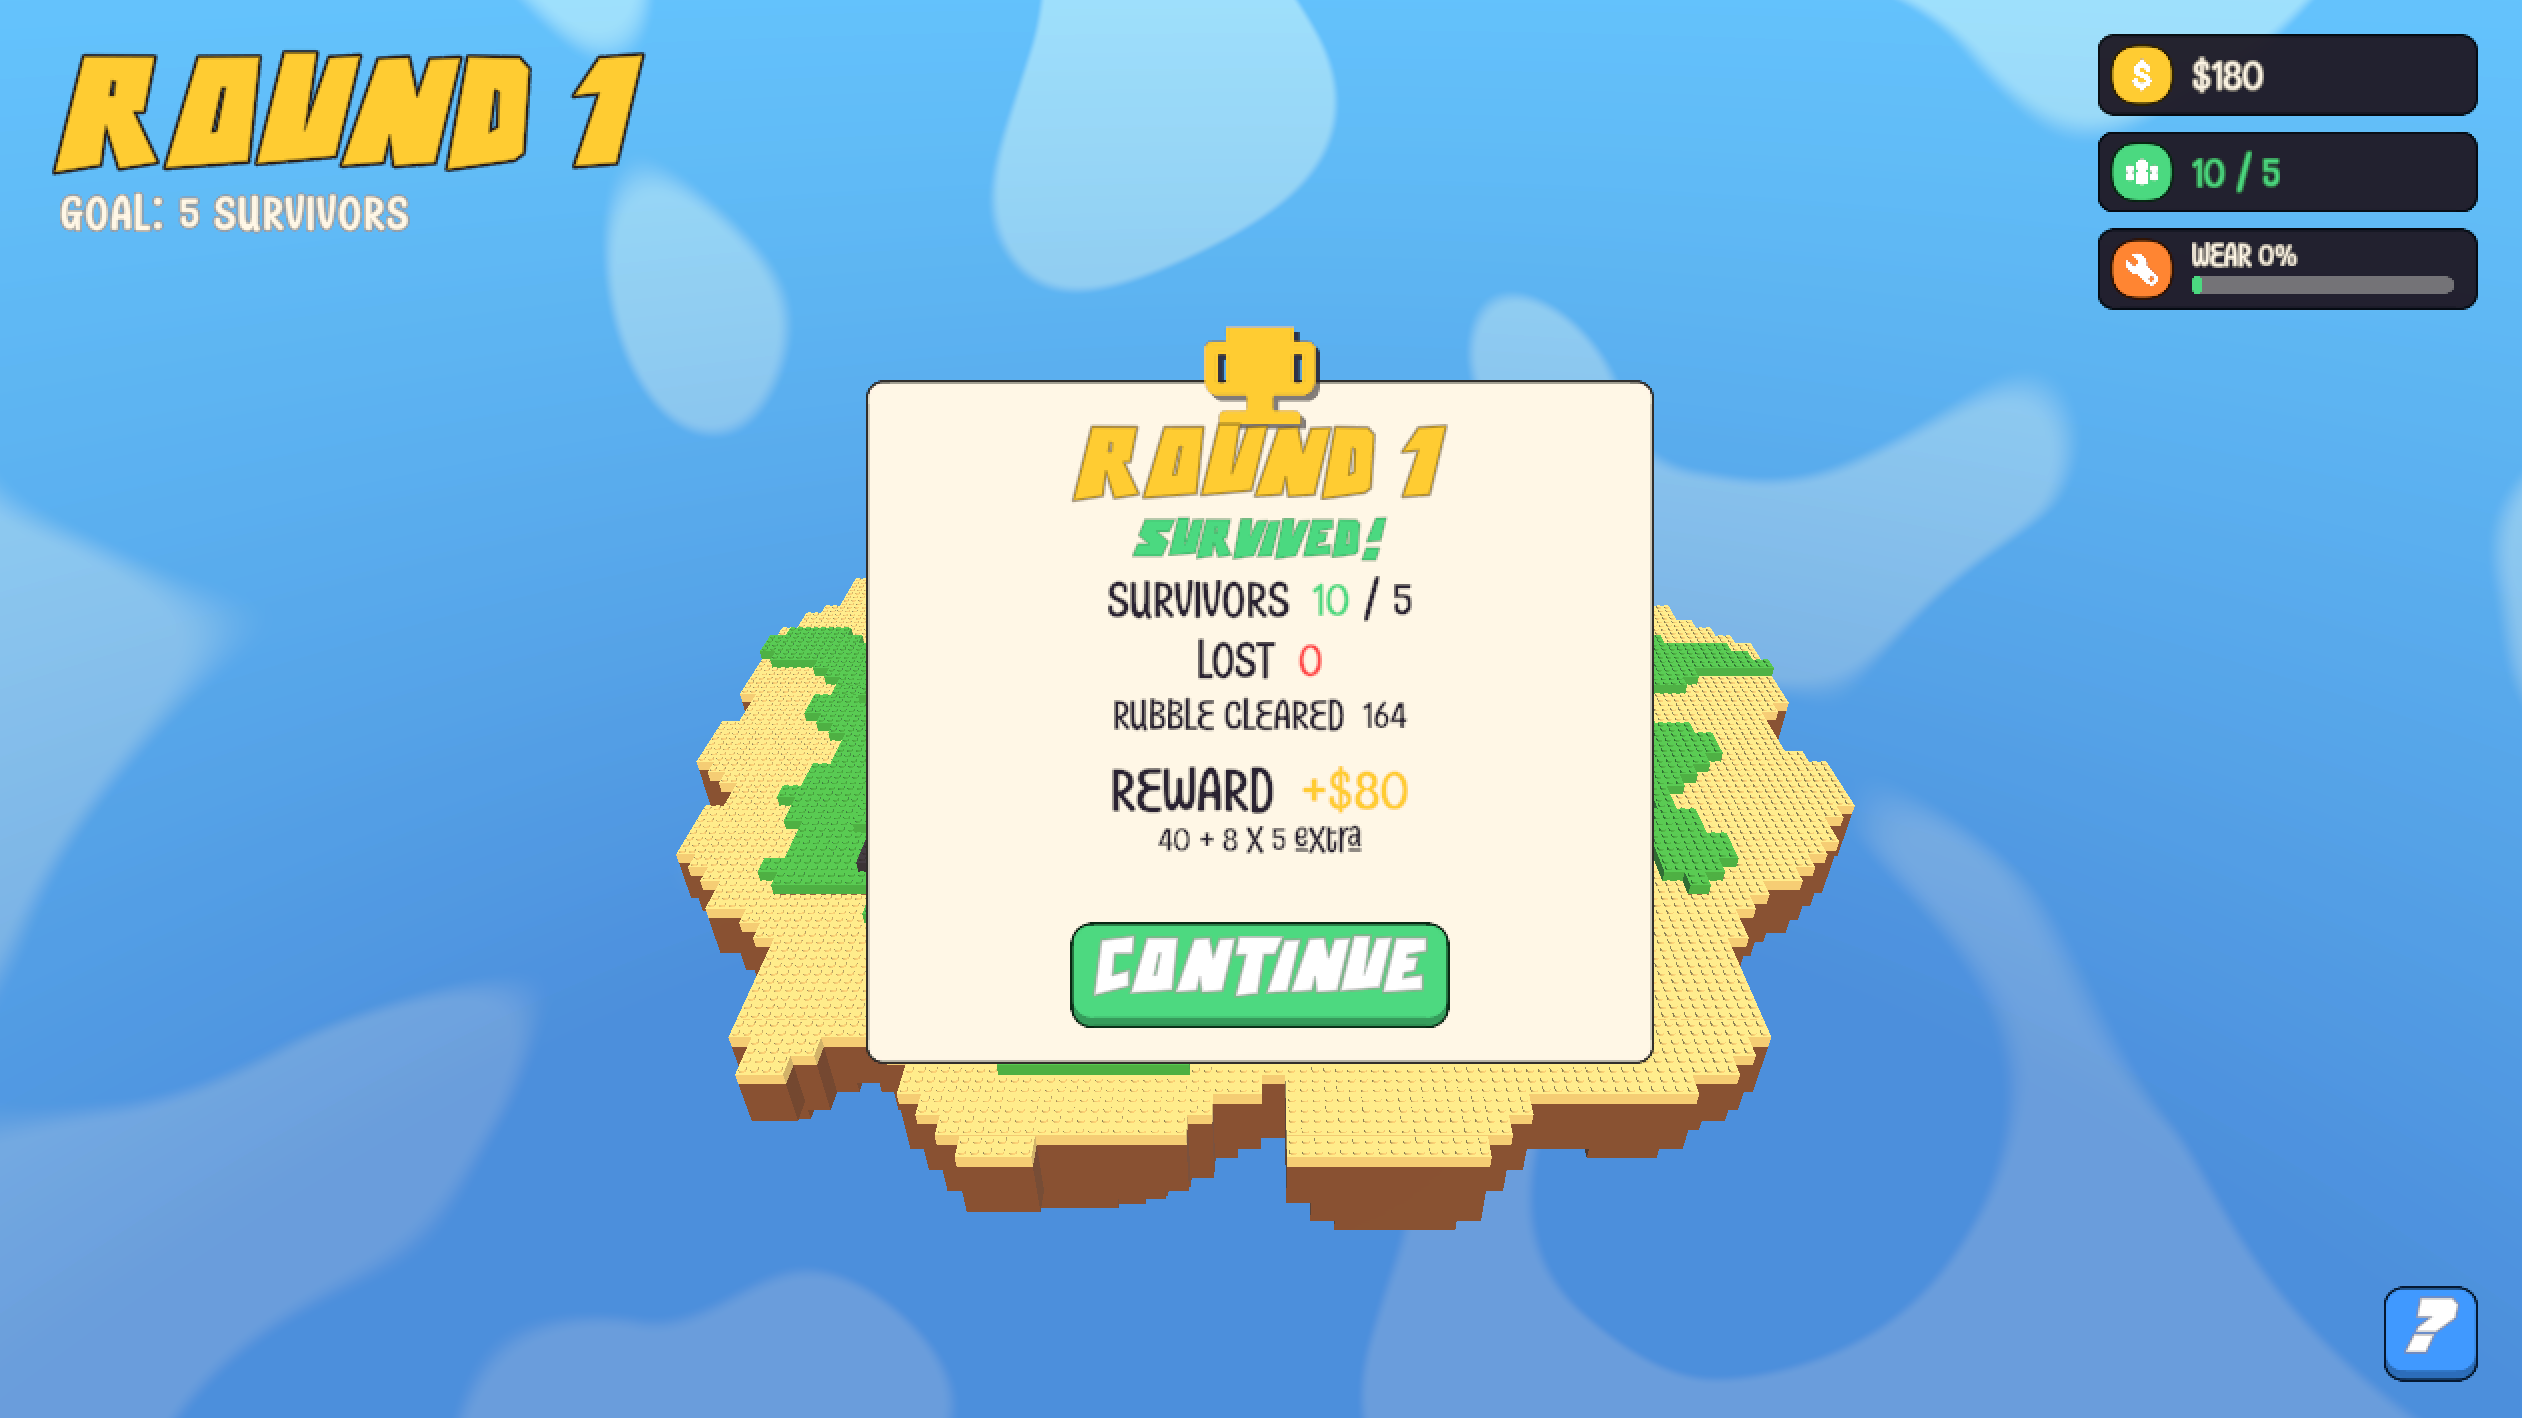 ROUND 1
GOAL: 5 SURVIVORS
$180
10 / 5
WEAR 0%
ROUND 1
SURVIVED!
SURVIVORS 10 / 5
LOST 0
RUBBLE CLEARED 164
REWARD +$80
40 + 8 X 5 extra
CONTINUE
?